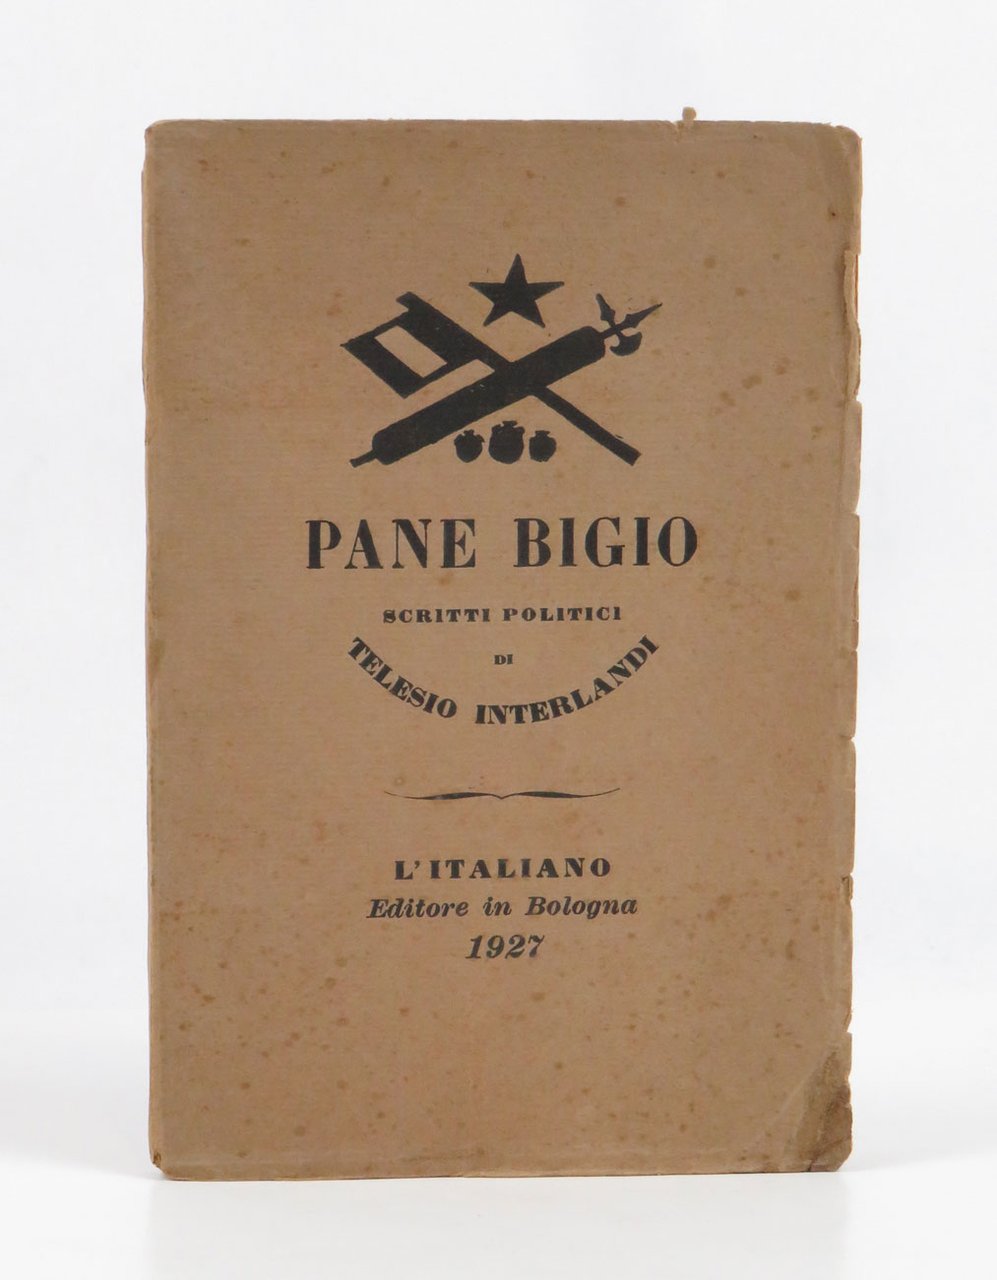 PANE BIGIO
SCRITTI POLITICI
DI
TELESIO INTERLANDI
L'ITALIANO
Editore in Bologna
1927